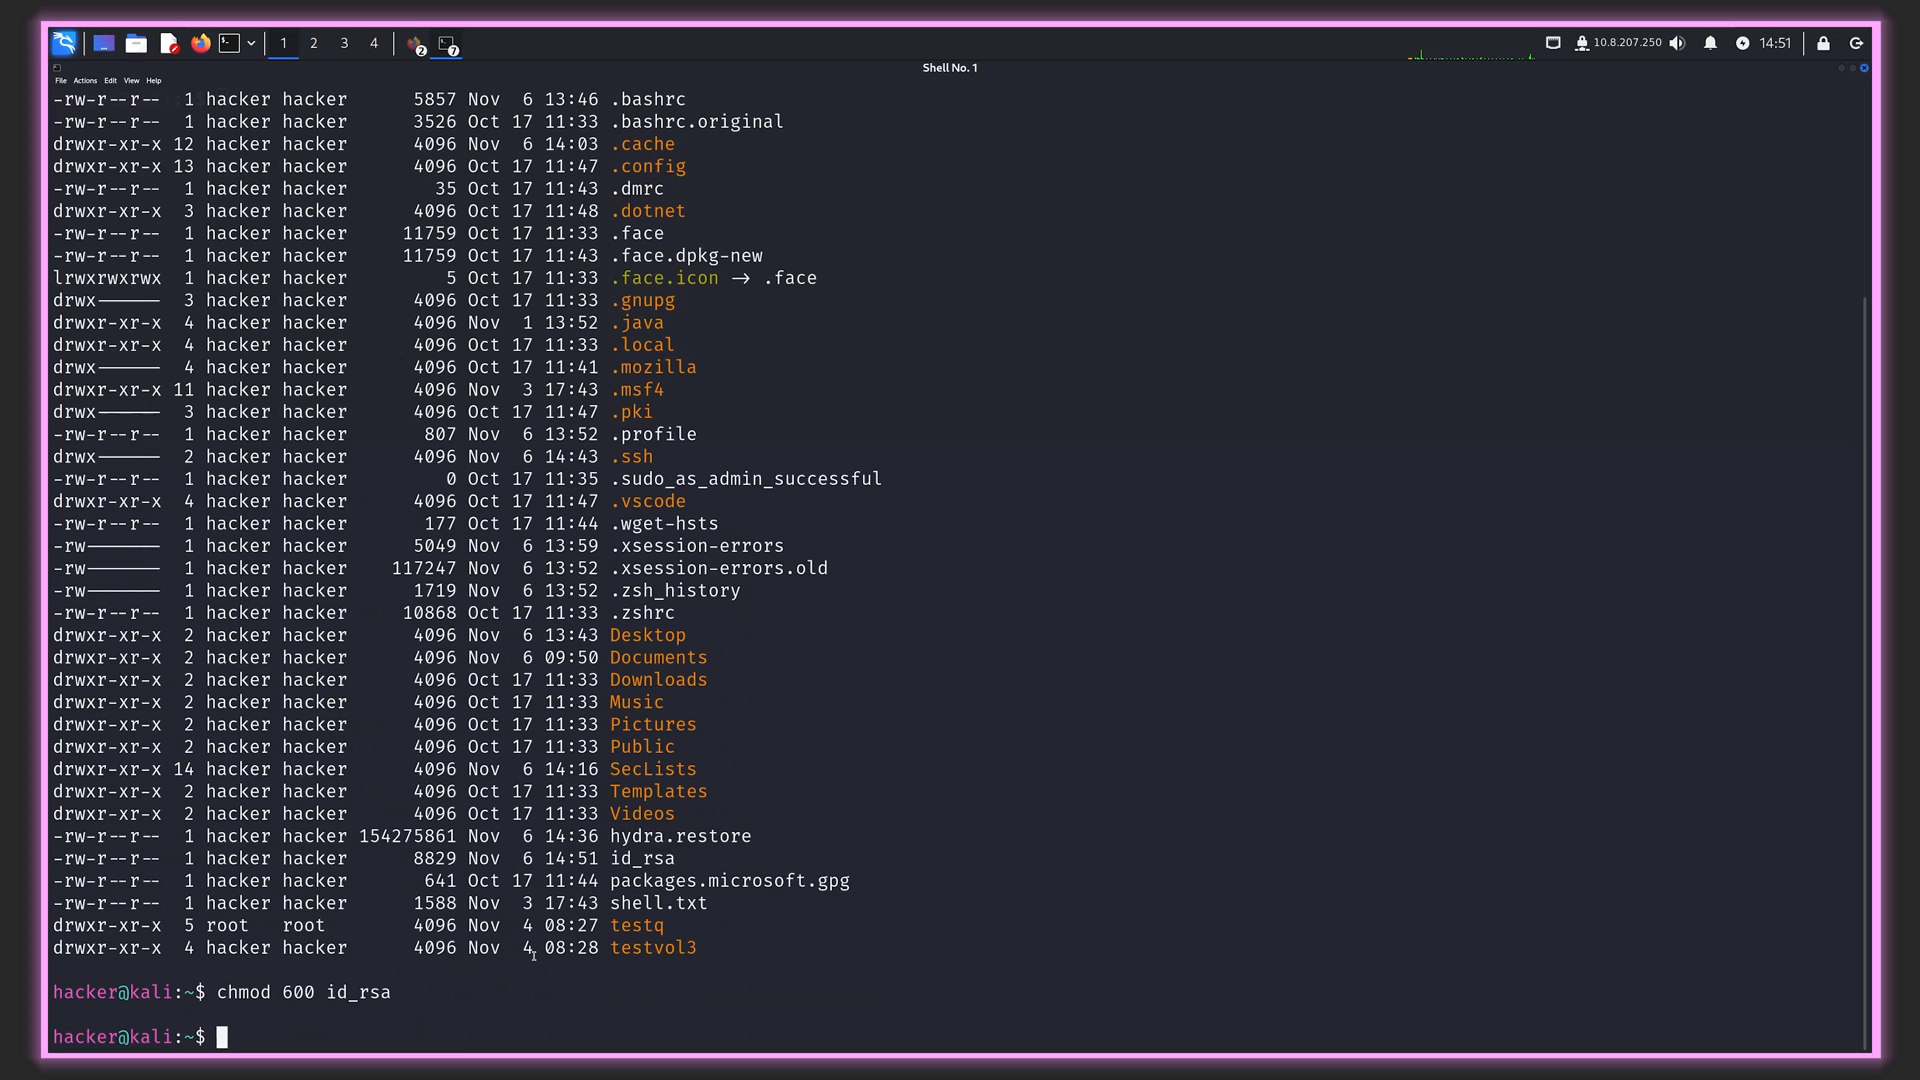 1 2 3 4 2 7 10.8.207.250 14:51
Shell No. 1
File Actions Edit View Help
-rw-r--r-- 1 hacker hacker 5857 Nov 6 13:46 .bashrc
-rw-r--r-- 1 hacker hacker 3526 Oct 17 11:33 .bashrc.original
drwxr-xr-x 12 hacker hacker 4096 Nov 6 14:03 .cache
drwxr-xr-x 13 hacker hacker 4096 Oct 17 11:47 .config
-rw-r--r-- 1 hacker hacker 35 Oct 17 11:43 .dmrc
drwxr-xr-x 3 hacker hacker 4096 Oct 17 11:48 .dotnet
-rw-r--r-- 1 hacker hacker 11759 Oct 17 11:33 .face
-rw-r--r-- 1 hacker hacker 11759 Oct 17 11:43 .face.dpkg-new
lrwxrwxrwx 1 hacker hacker 5 Oct 17 11:33 .face.icon -> .face
drwx------ 3 hacker hacker 4096 Oct 17 11:33 .gnupg
drwxr-xr-x 4 hacker hacker 4096 Nov 1 13:52 .java
drwxr-xr-x 4 hacker hacker 4096 Oct 17 11:33 .local
drwx------ 4 hacker hacker 4096 Oct 17 11:41 .mozilla
drwxr-xr-x 11 hacker hacker 4096 Nov 3 17:43 .msf4
drwx------ 3 hacker hacker 4096 Oct 17 11:47 .pki
-rw-r--r-- 1 hacker hacker 807 Nov 6 13:52 .profile
drwx------ 2 hacker hacker 4096 Nov 6 14:43 .ssh
-rw-r--r-- 1 hacker hacker 0 Oct 17 11:35 .sudo_as_admin_successful
drwxr-xr-x 4 hacker hacker 4096 Oct 17 11:47 .vscode
-rw-r--r-- 1 hacker hacker 177 Oct 17 11:44 .wget-hsts
-rw------- 1 hacker hacker 5049 Nov 6 13:59 .xsession-errors
-rw------- 1 hacker hacker 117247 Nov 6 13:52 .xsession-errors.old
-rw------- 1 hacker hacker 1719 Nov 6 13:52 .zsh_history
-rw-r--r-- 1 hacker hacker 10868 Oct 17 11:33 .zshrc
drwxr-xr-x 2 hacker hacker 4096 Nov 6 13:43 Desktop
drwxr-xr-x 2 hacker hacker 4096 Nov 6 09:50 Documents
drwxr-xr-x 2 hacker hacker 4096 Oct 17 11:33 Downloads
drwxr-xr-x 2 hacker hacker 4096 Oct 17 11:33 Music
drwxr-xr-x 2 hacker hacker 4096 Oct 17 11:33 Pictures
drwxr-xr-x 2 hacker hacker 4096 Oct 17 11:33 Public
drwxr-xr-x 14 hacker hacker 4096 Nov 6 14:16 SecLists
drwxr-xr-x 2 hacker hacker 4096 Oct 17 11:33 Templates
drwxr-xr-x 2 hacker hacker 4096 Oct 17 11:33 Videos
-rw-r--r-- 1 hacker hacker 154275861 Nov 6 14:36 hydra.restore
-rw-r--r-- 1 hacker hacker 8829 Nov 6 14:51 id_rsa
-rw-r--r-- 1 hacker hacker 641 Oct 17 11:44 packages.microsoft.gpg
-rw-r--r-- 1 hacker hacker 1588 Nov 3 17:43 shell.txt
drwxr-xr-x 5 root root 4096 Nov 4 08:27 testq
drwxr-xr-x 4 hacker hacker 4096 Nov 4 08:28 testvol3
hacker@kali:~$ chmod 600 id_rsa
hacker@kali:~$